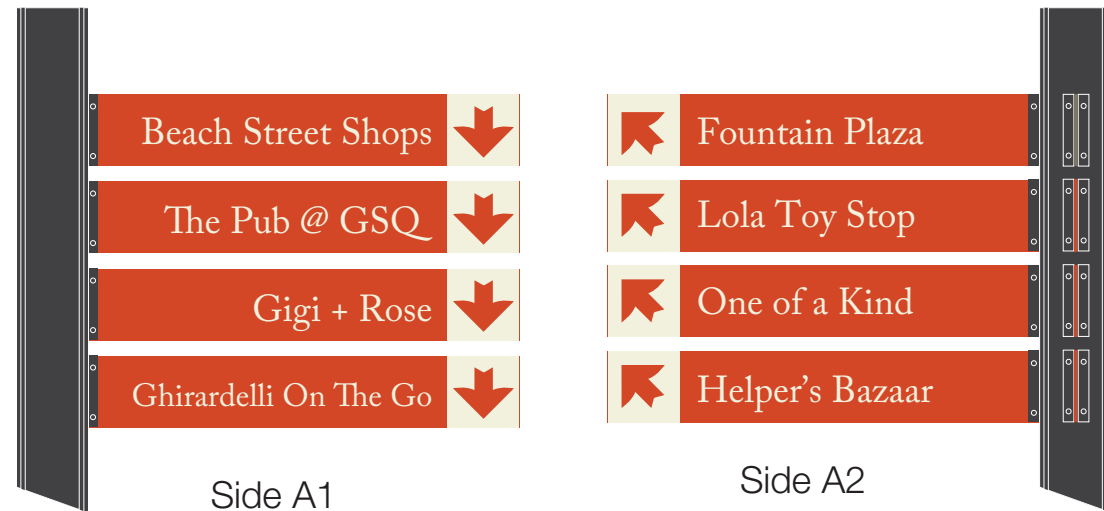 Beach Street Shops
The Pub @ GSQ
Gigi + Rose
Ghirardelli On The Go
Side A1
Fountain Plaza
Lola Toy Stop
One of a Kind
Helper's Bazaar
Side A2